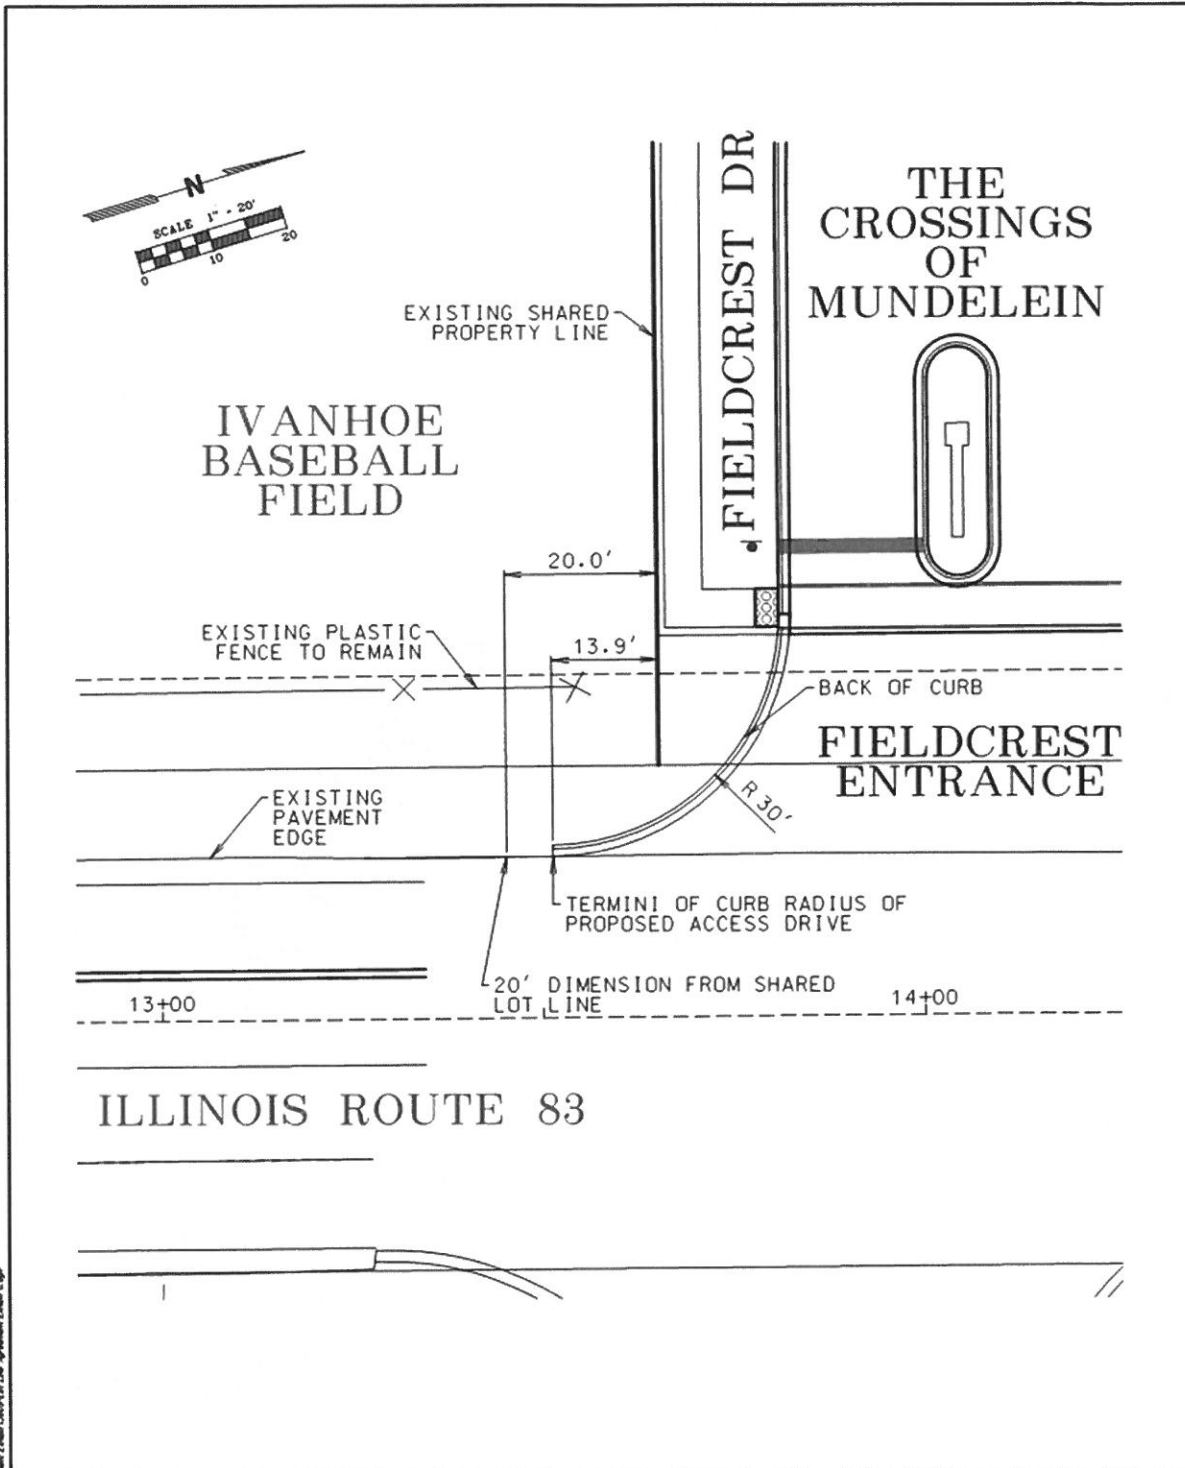 N
SCALE 1" - 20'
0
10
20
FIELDCREST DR
THE
CROSSINGS
OF
MUNDELEIN
EXISTING SHARED
PROPERTY LINE
IVANHOE
BASEBALL
FIELD
20.0'
EXISTING PLASTIC
FENCE TO REMAIN
13.9'
BACK OF CURB
FIELDCREST
ENTRANCE
R 30'
EXISTING
PAVEMENT
EDGE
TERMINI OF CURB RADIUS OF
PROPOSED ACCESS DRIVE
20' DIMENSION FROM SHARED
LOT LINE
13+00
14+00
ILLINOIS ROUTE 83